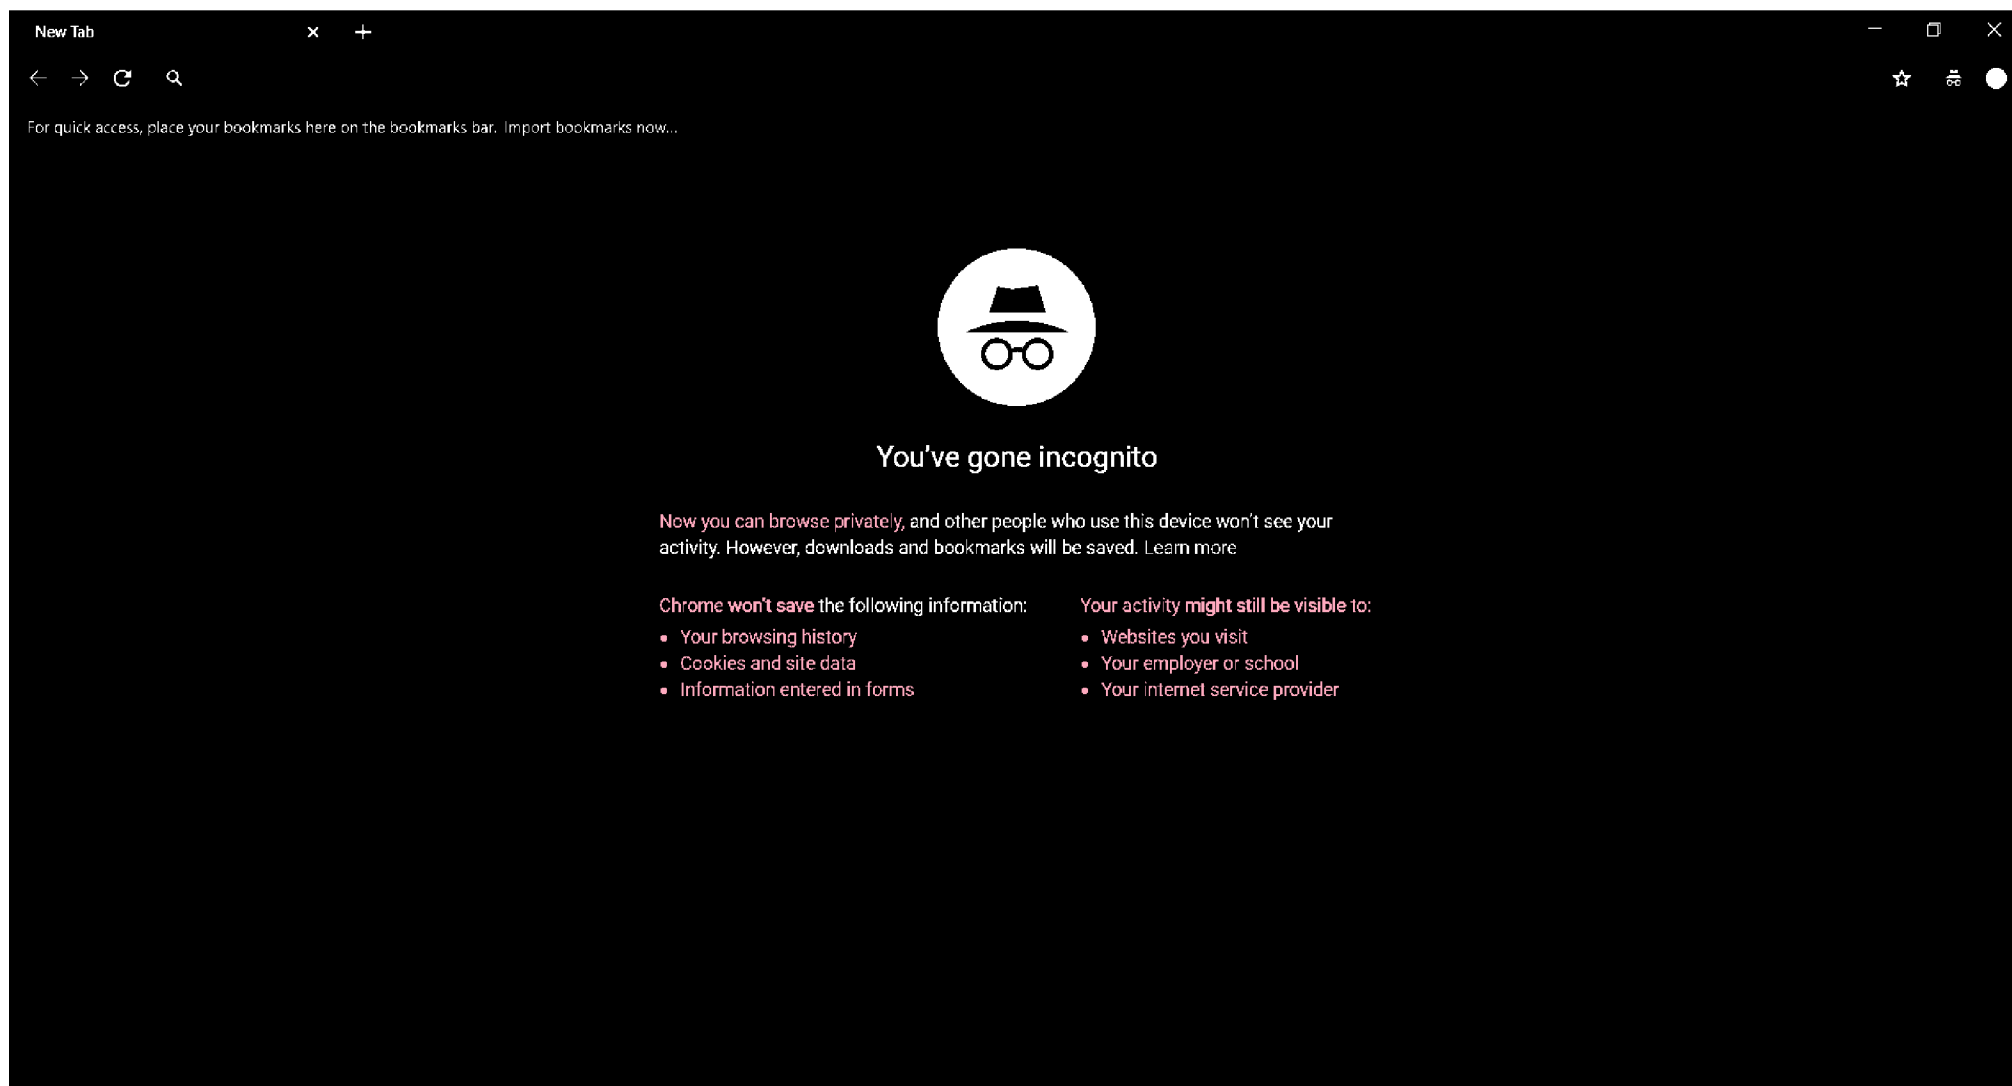 New Tab
For quick access, place your bookmarks here on the bookmarks bar. Import bookmarks now...
You've gone incognito
Now you can browse privately, and other people who use this device won't see your
activity. However, downloads and bookmarks will be saved. Learn more
Chrome won't save the following information:
• Your browsing history
• Cookies and site data
• Information entered in forms
Your activity might still be visible to:
• Websites you visit
• Your employer or school
• Your internet service provider